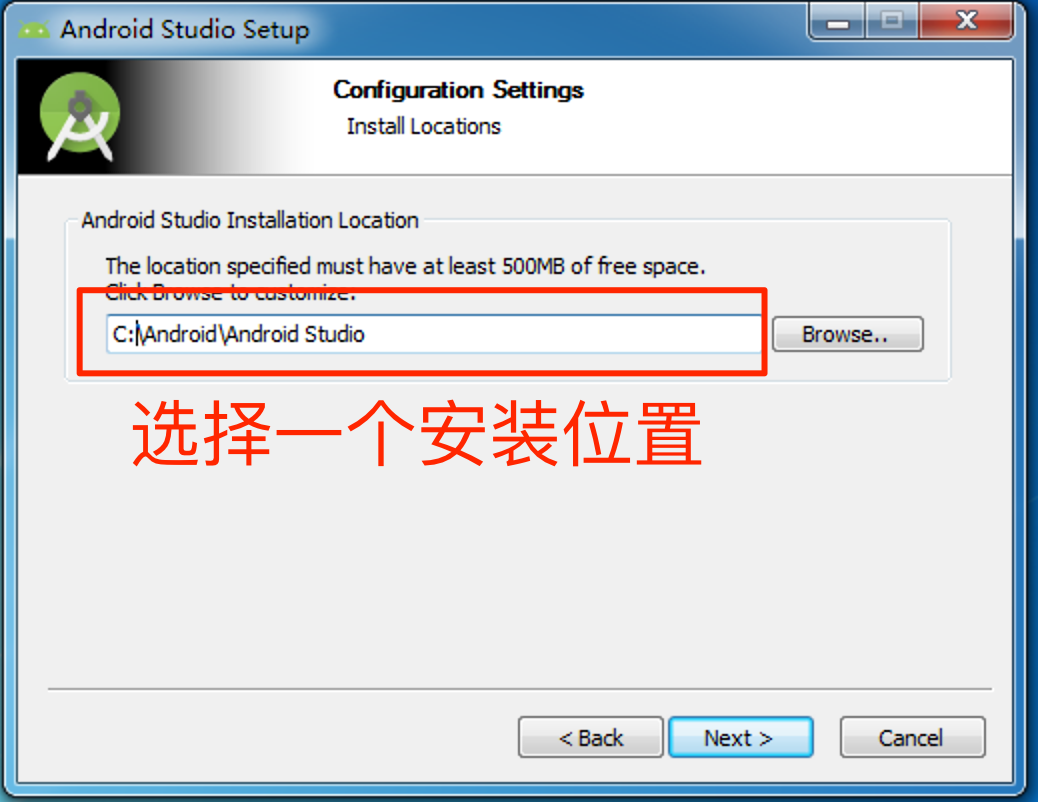 Android Studio Setup
Configuration Settings
Install Locations
Android Studio Installation Location
The location specified must have at least 500MB of free space.
Click Browse to customize:
C:\Android\Android Studio
Browse..
选择一个安装位置
< Back
Next >
Cancel